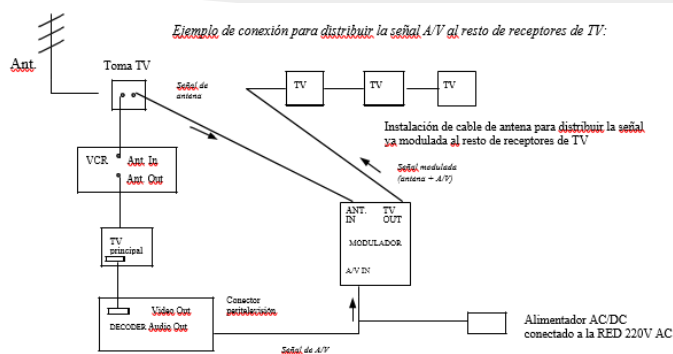 Ejemplo de conexión para distribuir la señal A/V al resto de receptores de TV:
Ant.
Toma TV
Señal de
antena
TV
TV
TV
Instalación de cable de antena para distribuir la señal
ya modulada al resto de receptores de TV
VCR
Ant. In
Ant. Out
Señal modulada
(antena + A/V)
ANT.
IN
TV
OUT
MODULADOR
A/V IN
TV
principal
Video Out
DECODER Audio Out
Conector
peritelevisión
Señal de A/V
Alimentador AC/DC
conectado a la RED 220V AC